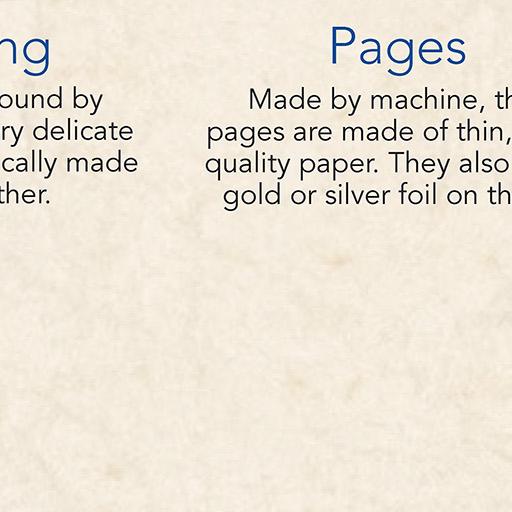 ng
ound by
ry delicate
cally made
ther.
Pages
Made by machine, th
pages are made of thin,
quality paper. They also
gold or silver foil on th